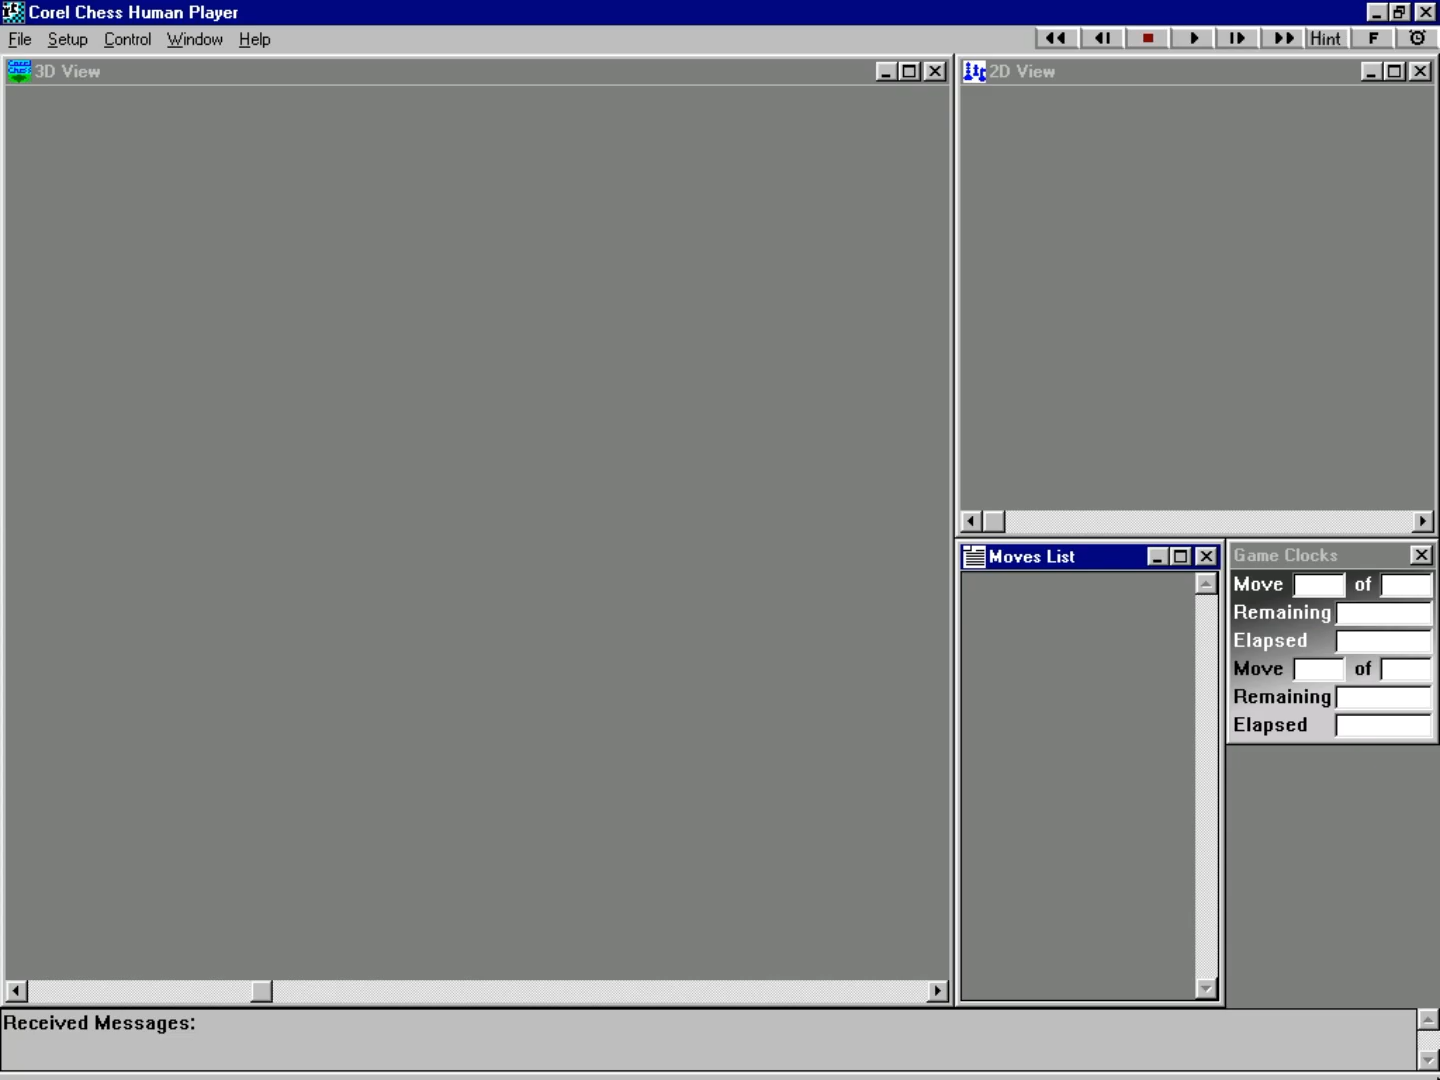 Corel Chess Human Player
File Setup Control Window Help Hint F
3D View
2D View
Moves List
Game Clocks
Move of
Remaining
Elapsed
Move of
Remaining
Elapsed
Received Messages: